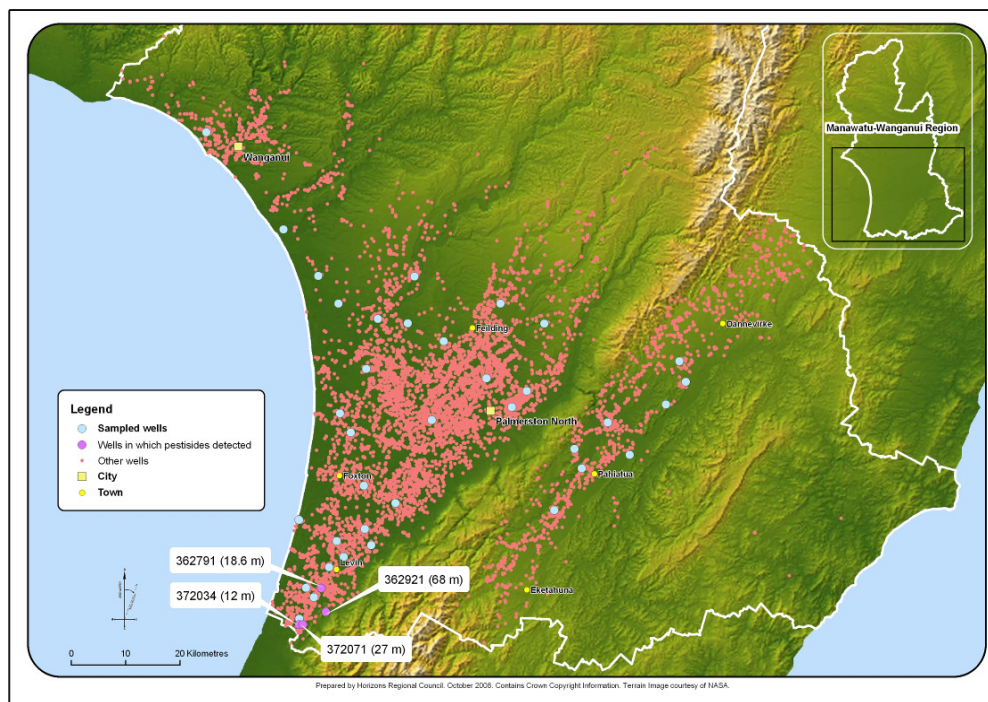 Manawatu-Wanganui Region
Wanganui
Dannevirke
Feilding
Palmerston North
Foxton
Pahiatua
Levin
Eketahuna
Legend
Sampled wells
Wells in which pestisides detected
Other wells
City
Town
362791 (18.6 m)
362921 (68 m)
372034 (12 m)
372071 (27 m)
0 10 20 Kilometres
Prepared by Horizons Regional Council. October 2006. Contains Crown Copyright Information. Terrain Image courtesy of NASA.